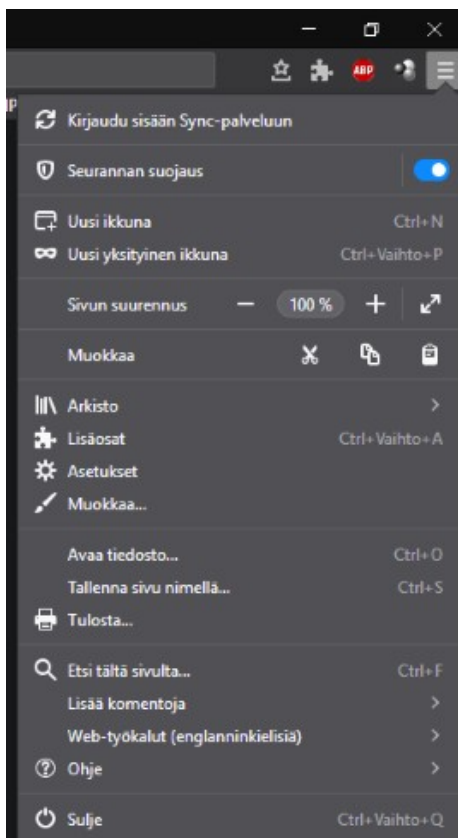 ABP
Kirjaudu sisään Sync-palveluun
Seurannan suojaus
Uusi ikkuna Ctrl+N
Uusi yksityinen ikkuna Ctrl+Vaihto+P
Sivun suurennus 100 %
Muokkaa
Arkisto
Lisäosat Ctrl+Vaihto+A
Asetukset
Muokkaa...
Avaa tiedosto... Ctrl+O
Tallenna sivu nimellä... Ctrl+S
Tulosta...
Etsi tältä sivulta... Ctrl+F
Lisää komentoja
Web-työkalut (englanninkielisiä)
Ohje
Sulje Ctrl+Vaihto+Q